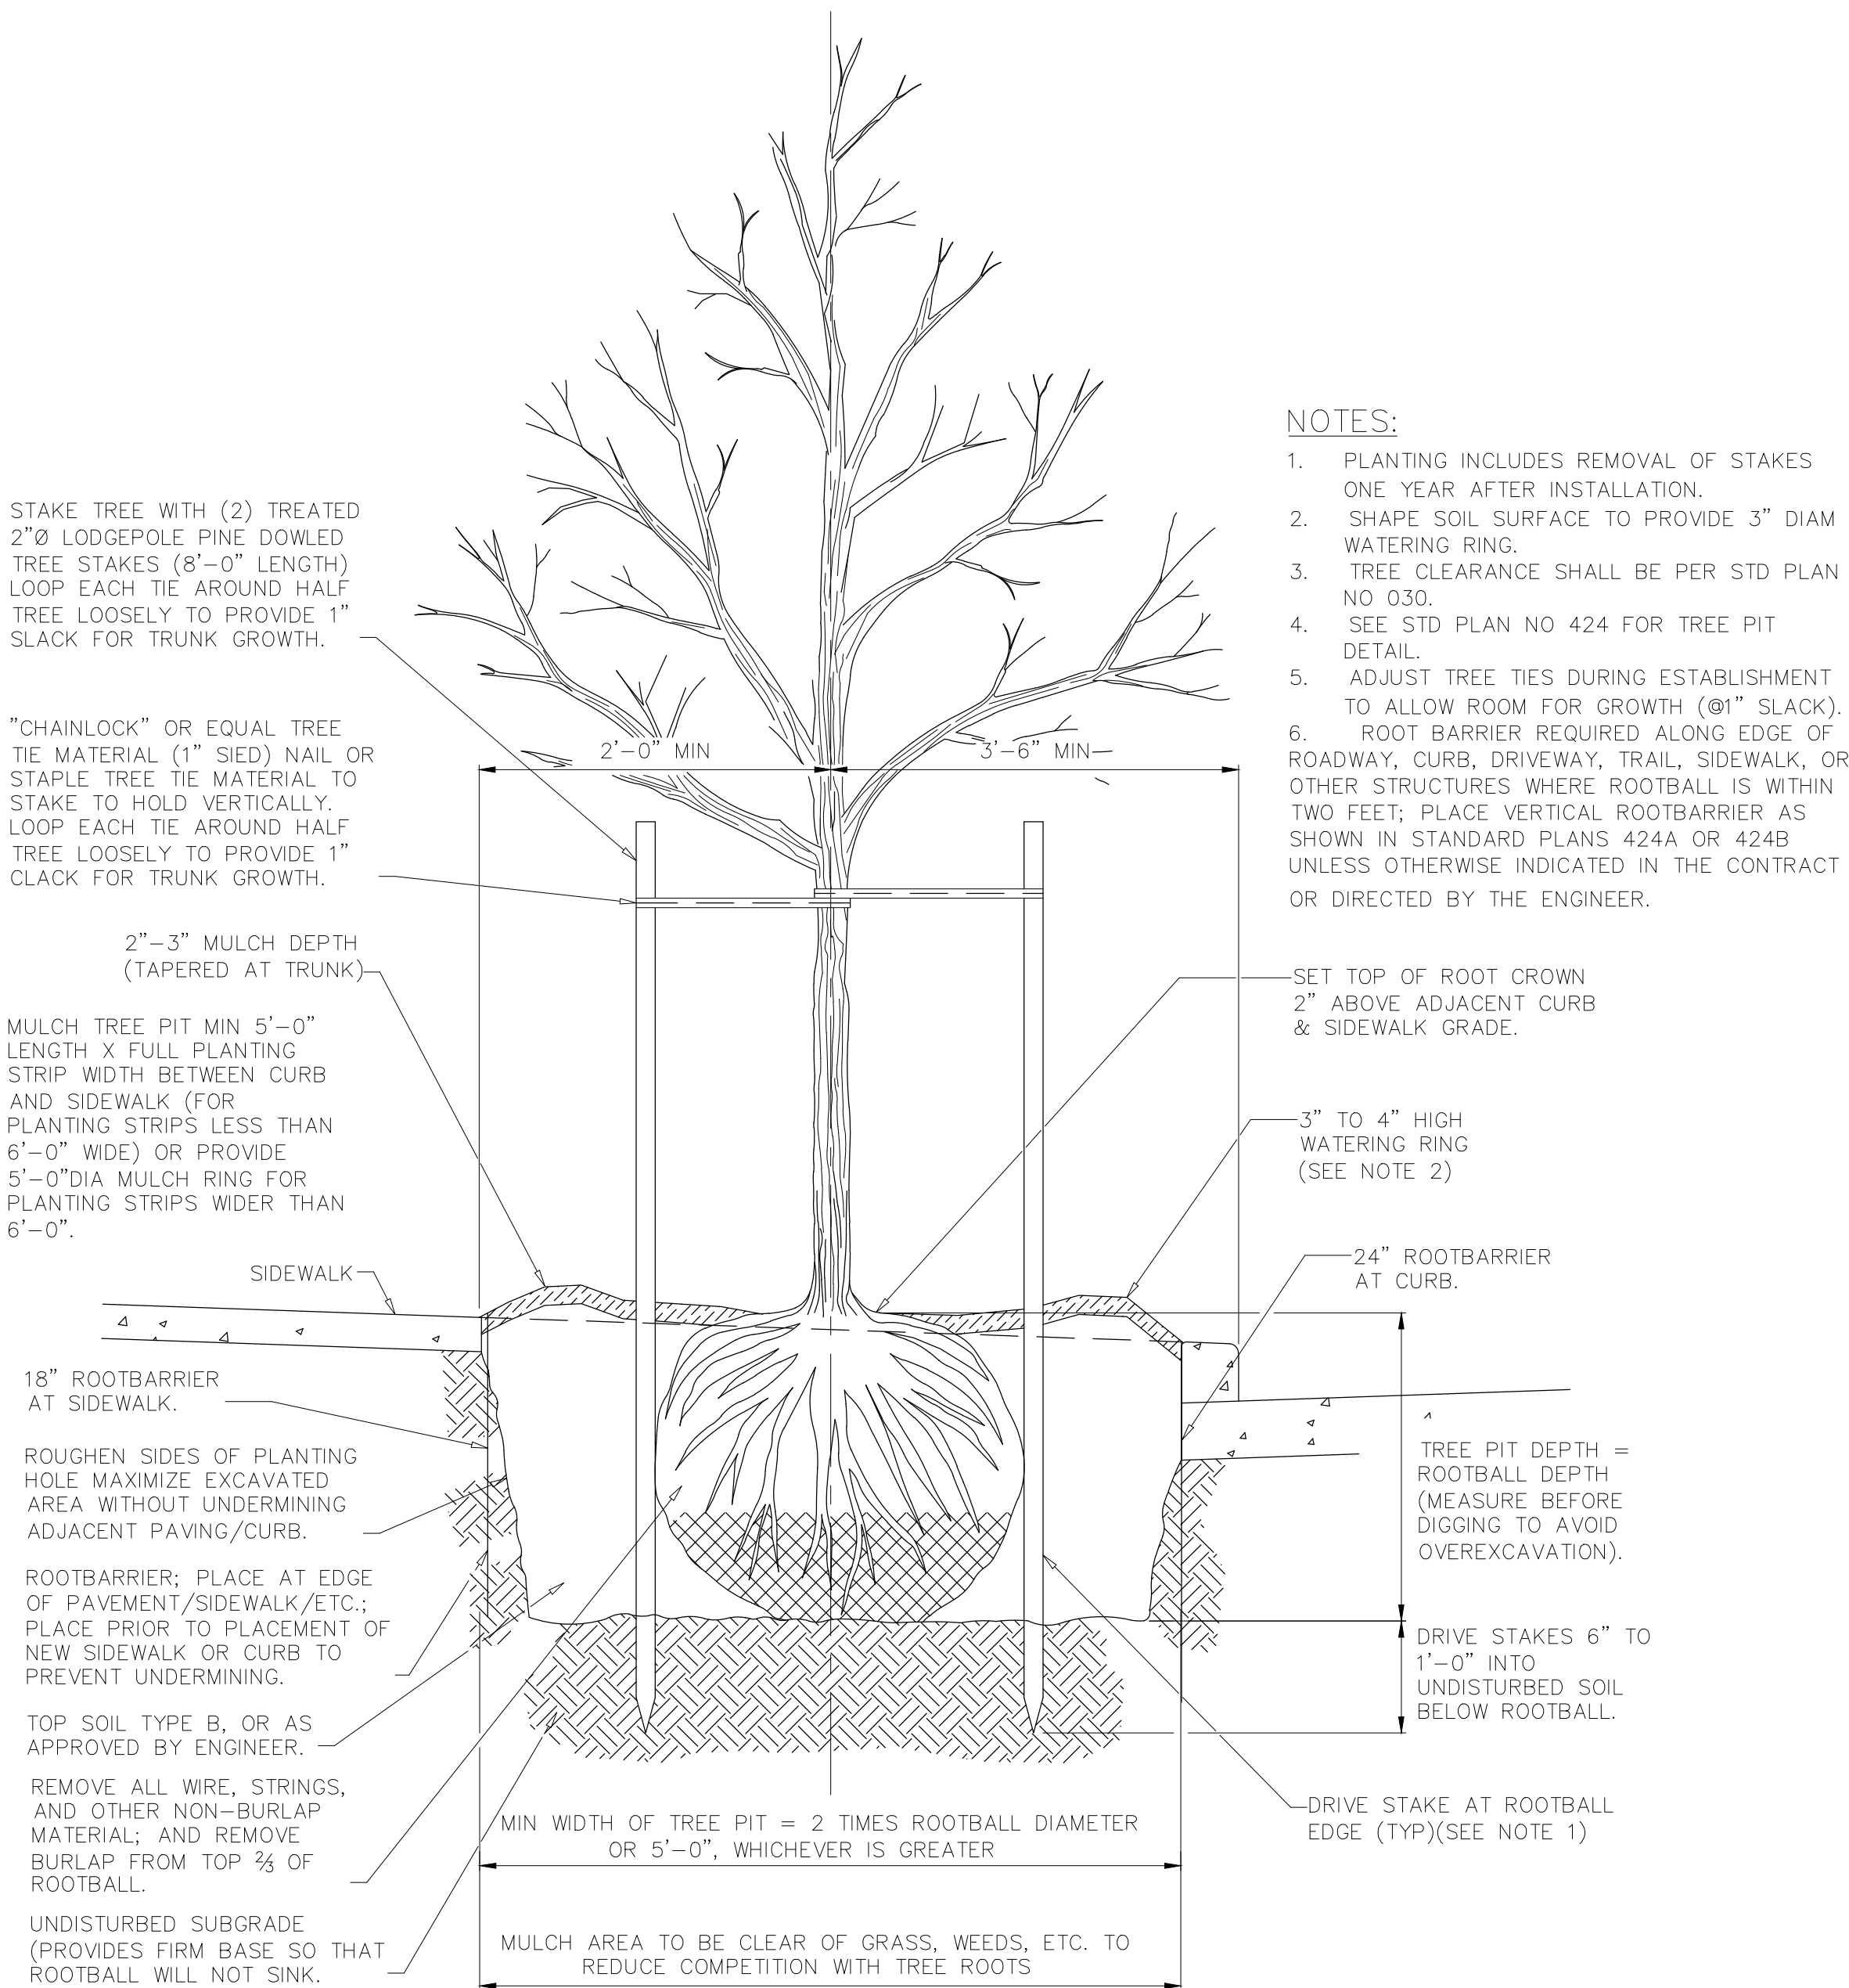 STAKE TREE WITH (2) TREATED
2"Ø LODGEPOLE PINE DOWLED
TREE STAKES (8'-0" LENGTH)
LOOP EACH TIE AROUND HALF
TREE LOOSELY TO PROVIDE 1"
SLACK FOR TRUNK GROWTH.
"CHAINLOCK" OR EQUAL TREE
TIE MATERIAL (1" SIED) NAIL OR
STAPLE TREE TIE MATERIAL TO
STAKE TO HOLD VERTICALLY.
LOOP EACH TIE AROUND HALF
TREE LOOSELY TO PROVIDE 1"
CLACK FOR TRUNK GROWTH.
2"-3" MULCH DEPTH
(TAPERED AT TRUNK)
MULCH TREE PIT MIN 5'-0"
LENGTH X FULL PLANTING
STRIP WIDTH BETWEEN CURB
AND SIDEWALK (FOR
PLANTING STRIPS LESS THAN
6'-0" WIDE) OR PROVIDE
5'-0"DIA MULCH RING FOR
PLANTING STRIPS WIDER THAN
6'-0".
SIDEWALK
18" ROOTBARRIER
AT SIDEWALK.
ROUGHEN SIDES OF PLANTING
HOLE MAXIMIZE EXCAVATED
AREA WITHOUT UNDERMINING
ADJACENT PAVING/CURB.
ROOTBARRIER; PLACE AT EDGE
OF PAVEMENT/SIDEWALK/ETC.;
PLACE PRIOR TO PLACEMENT OF
NEW SIDEWALK OR CURB TO
PREVENT UNDERMINING.
TOP SOIL TYPE B, OR AS
APPROVED BY ENGINEER.
REMOVE ALL WIRE, STRINGS,
AND OTHER NON-BURLAP
MATERIAL; AND REMOVE
BURLAP FROM TOP ⅔ OF
ROOTBALL.
UNDISTURBED SUBGRADE
(PROVIDES FIRM BASE SO THAT
ROOTBALL WILL NOT SINK.
2'-0" MIN
3'-6" MIN
MIN WIDTH OF TREE PIT = 2 TIMES ROOTBALL DIAMETER
OR 5'-0", WHICHEVER IS GREATER
MULCH AREA TO BE CLEAR OF GRASS, WEEDS, ETC. TO
REDUCE COMPETITION WITH TREE ROOTS
NOTES:
1. PLANTING INCLUDES REMOVAL OF STAKES
ONE YEAR AFTER INSTALLATION.
2. SHAPE SOIL SURFACE TO PROVIDE 3" DIAM
WATERING RING.
3. TREE CLEARANCE SHALL BE PER STD PLAN
NO 030.
4. SEE STD PLAN NO 424 FOR TREE PIT
DETAIL.
5. ADJUST TREE TIES DURING ESTABLISHMENT
TO ALLOW ROOM FOR GROWTH (@1" SLACK).
6. ROOT BARRIER REQUIRED ALONG EDGE OF
ROADWAY, CURB, DRIVEWAY, TRAIL, SIDEWALK, OR
OTHER STRUCTURES WHERE ROOTBALL IS WITHIN
TWO FEET; PLACE VERTICAL ROOTBARRIER AS
SHOWN IN STANDARD PLANS 424A OR 424B
UNLESS OTHERWISE INDICATED IN THE CONTRACT
OR DIRECTED BY THE ENGINEER.
SET TOP OF ROOT CROWN
2" ABOVE ADJACENT CURB
& SIDEWALK GRADE.
3" TO 4" HIGH
WATERING RING
(SEE NOTE 2)
24" ROOTBARRIER
AT CURB.
TREE PIT DEPTH =
ROOTBALL DEPTH
(MEASURE BEFORE
DIGGING TO AVOID
OVEREXCAVATION).
DRIVE STAKES 6" TO
1'-0" INTO
UNDISTURBED SOIL
BELOW ROOTBALL.
DRIVE STAKE AT ROOTBALL
EDGE (TYP)(SEE NOTE 1)